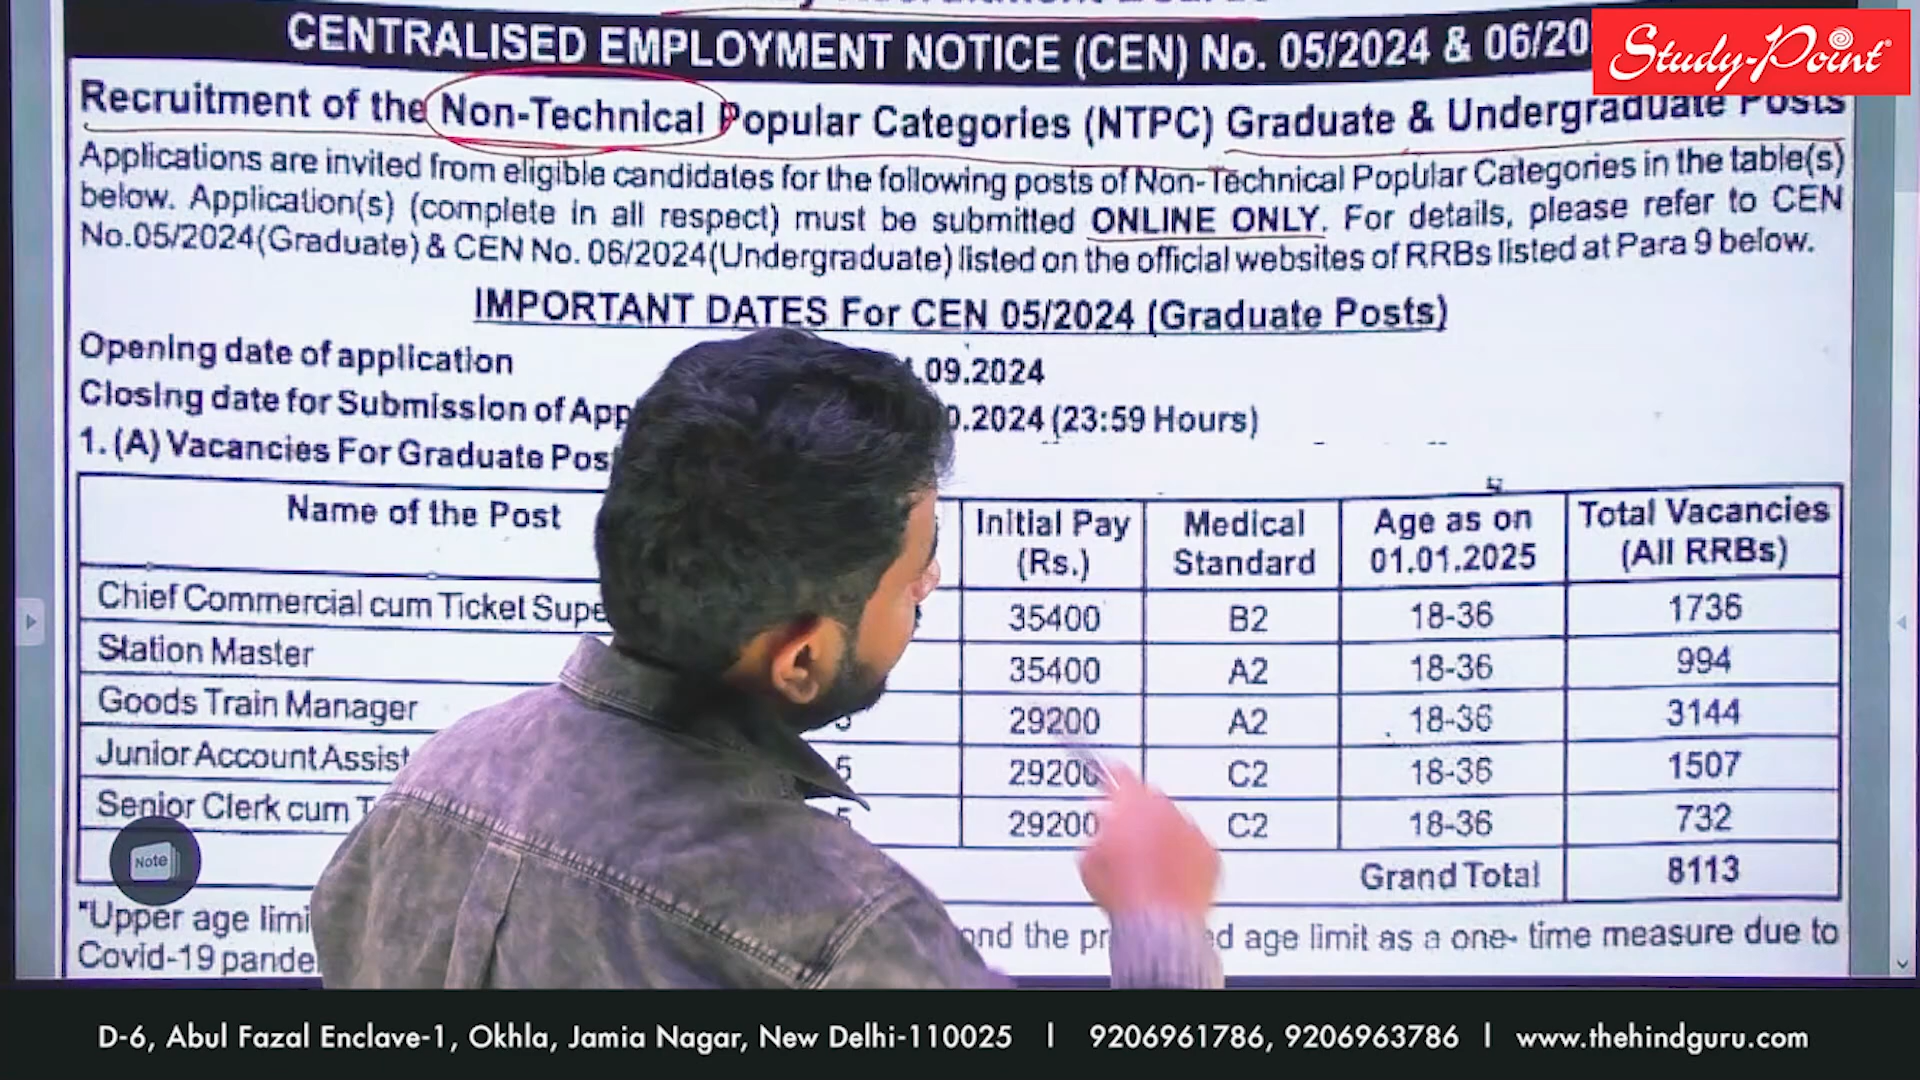 CENTRALISED EMPLOYMENT NOTICE (CEN) No. 05/2024 & 06/20
Study-Point
Recruitment of the Non-Technical Popular Categories (NTPC) Graduate & Undergraduate Posts
Applications are invited from eligible candidates for the following posts of Non-Technical Popular Categories in the table(s)
below. Application(s) (complete in all respect) must be submitted ONLINE ONLY. For details, please refer to CEN
No.05/2024(Graduate) & CEN No. 06/2024(Undergraduate) listed on the official websites of RRBs listed at Para 9 below.
IMPORTANT DATES For CEN 05/2024 (Graduate Posts)
Opening date of application .09.2024
Closing date for Submission of App 0.2024 (23:59 Hours)
1. (A) Vacancies For Graduate Pos
Name of the Post Initial Pay (Rs.) Medical Standard Age as on 01.01.2025 Total Vacancies (All RRBs)
Chief Commercial cum Ticket Supe 35400 B2 18-36 1736
Station Master 35400 A2 18-36 994
Goods Train Manager 29200 A2 18-36 3144
Junior Account Assist 5 29200 C2 18-36 1507
Senior Clerk cum T 5 29200 C2 18-36 732
Grand Total 8113
Note
"Upper age limi ond the pr d age limit as a one- time measure due to
Covid-19 pande
D-6, Abul Fazal Enclave-1, Okhla, Jamia Nagar, New Delhi-110025 | 9206961786, 9206963786 | www.thehindguru.com